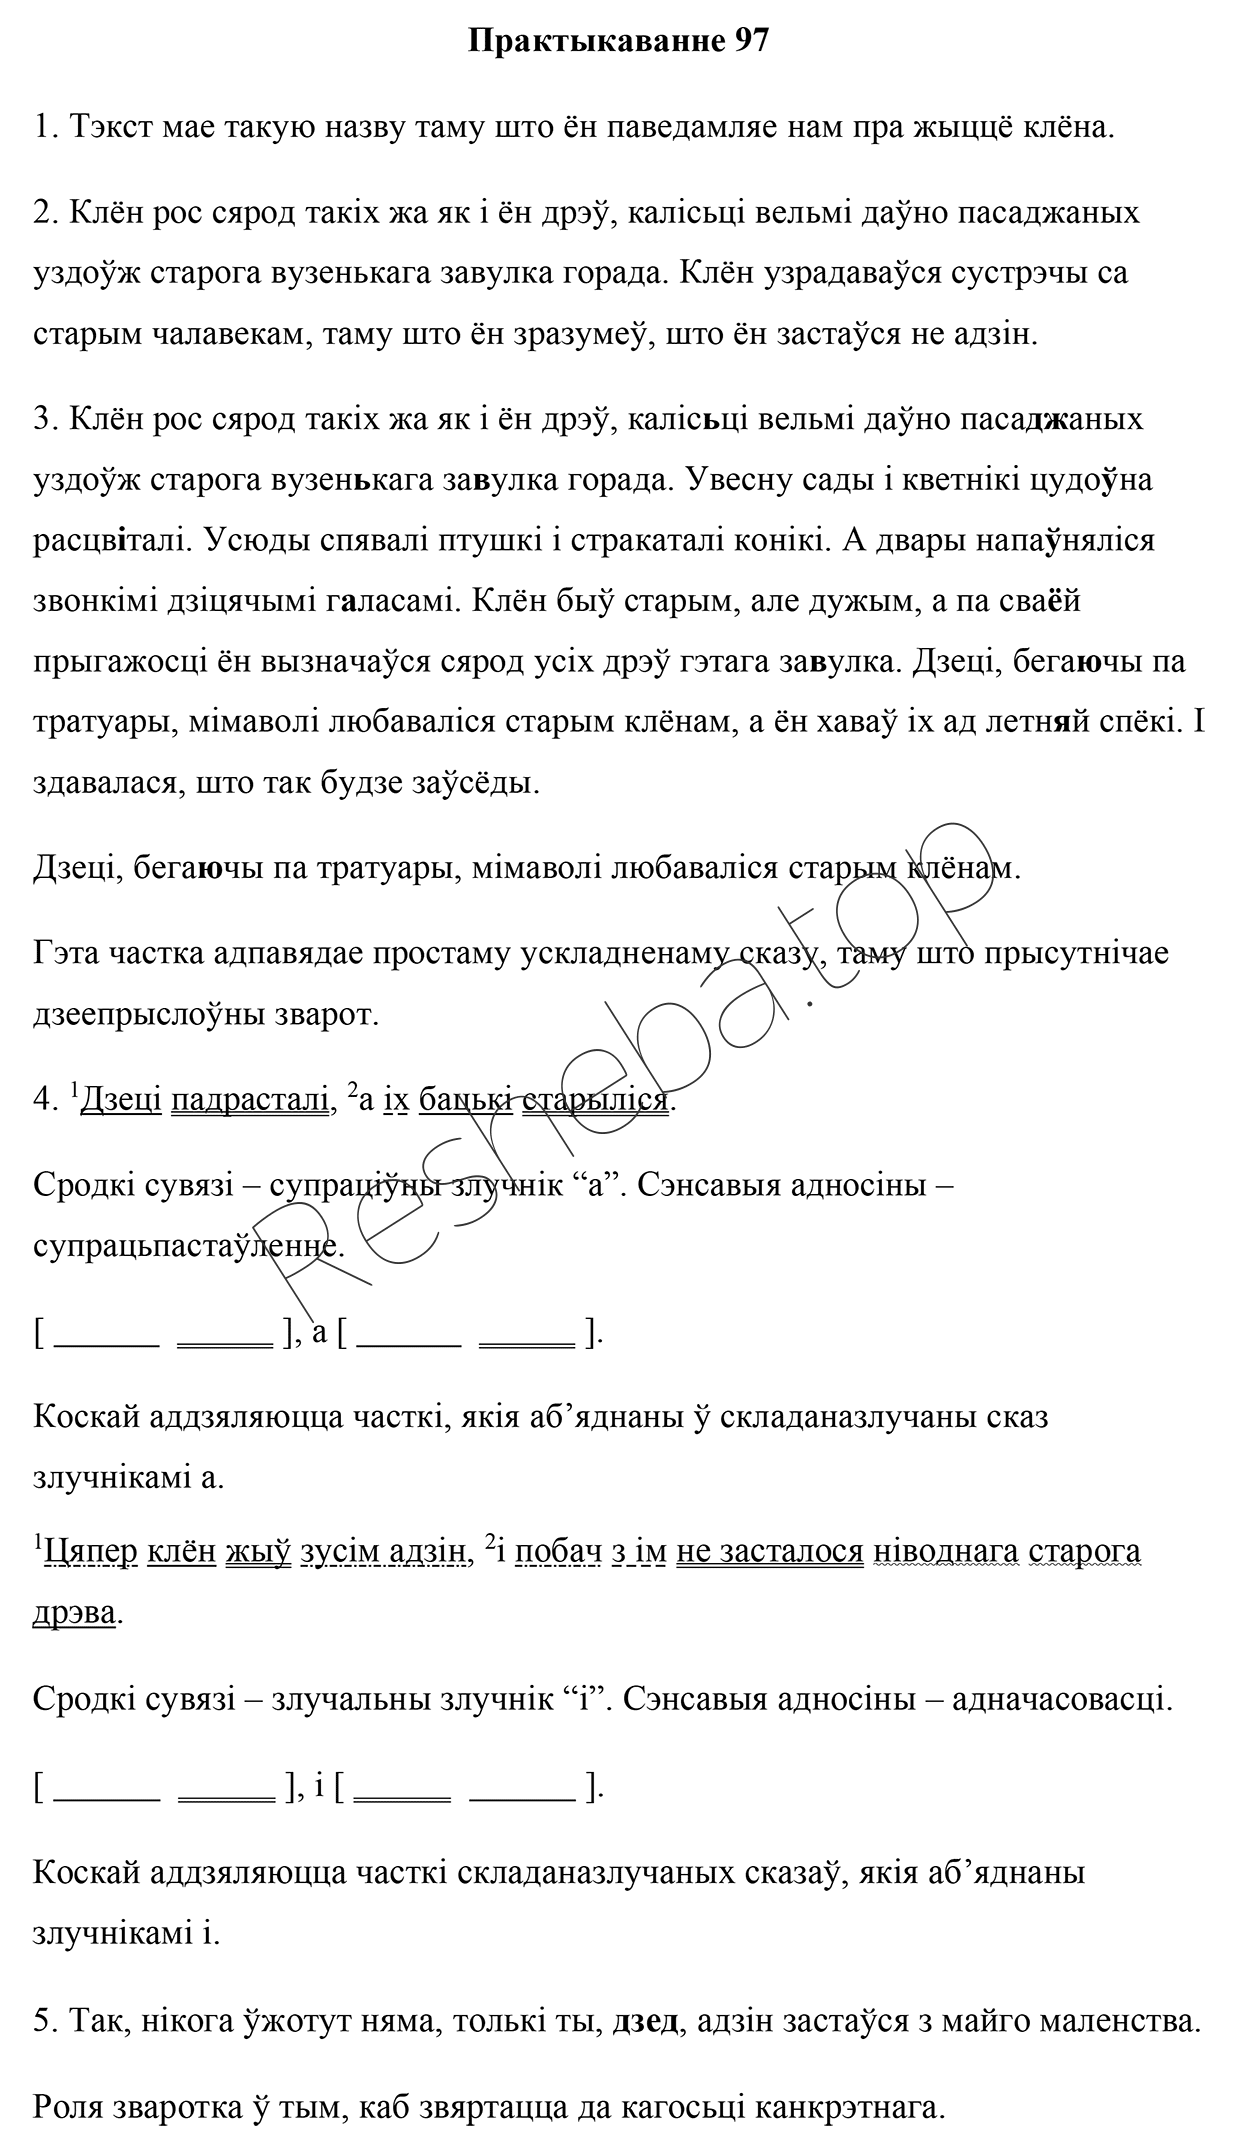 Практыкаванне 97
1. Тэкст мае такую назву таму што ён паведамляе нам пра жыццё клёна.
2. Клён рос сярод такіх жа як і ён дрэў, калісьці вельмі даўно пасаджаных
уздоўж старога вузенькага завулка горада. Клён узрадаваўся сустрэчы са
старым чалавекам, таму што ён зразумеў, што ён застаўся не адзін.
3. Клён рос сярод такіх жа як і ён дрэў, калісьці вельмі даўно пасаджаных
уздоўж старога вузенькага завулка горада. Увесну сады і кветнікі цудоўна
расцвіталі. Усюды спявалі птушкі і стракаталі конікі. А двары напаўняліся
звонкімі дзіцячымі галасамі. Клён быў старым, але дужым, а па сваёй
прыгажосці ён вызначаўся сярод усіх дрэў гэтага завулка. Дзеці, бегаючы па
тратуары, мімаволі любаваліся старым клёнам, а ён хаваў іх ад летняй спёкі. І
здавалася, што так будзе заўсёды.
Дзеці, бегаючы па тратуары, мімаволі любаваліся старым клёнам.
Гэта частка адпавядае простаму ускладненаму сказу, таму што прысутнічае
дзеепрыслоўны зварот.
4. ¹Дзеці падрасталі, ²а іх бацькі старыліся.
Сродкі сувязі – супраціўны злучнік “а”. Сэнсавыя адносіны –
супрацьпастаўленне.
[ ______ ______ ], а [ ______ ______ ].
Коскай аддзяляюцца часткі, якія аб’яднаны ў складаназлучаны сказ
злучнікамі а.
¹Цяпер клён жыў зусім адзін, ²і побач з ім не засталося ніводнага старога
дрэва.
Сродкі сувязі – злучальны злучнік “і”. Сэнсавыя адносіны – адначасовасці.
[ ______ ______ ], і [ ______ ______ ].
Коскай аддзяляюцца часткі складаназлучаных сказаў, якія аб’яднаны
злучнікамі і.
5. Так, нікога ўжотут няма, толькі ты, дзед, адзін застаўся з майго маленства.
Роля зваротка ў тым, каб звяртацца да кагосьці канкрэтнага.
Resheba.top